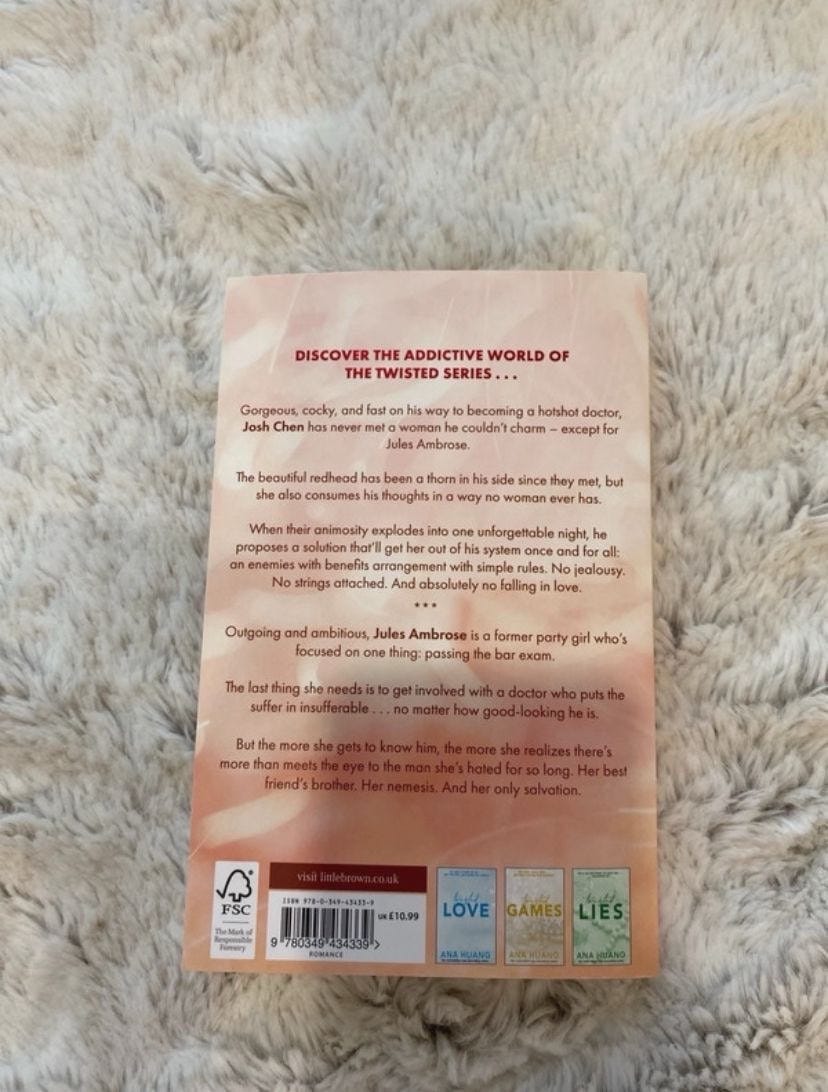 DISCOVER THE ADDICTIVE WORLD OF
THE TWISTED SERIES . . .
Gorgeous, cocky, and fast on his way to becoming a hotshot doctor,
Josh Chen has never met a woman he couldn't charm – except for
Jules Ambrose.
The beautiful redhead has been a thorn in his side since they met, but
she also consumes his thoughts in a way no woman ever has.
When their animosity explodes into one unforgettable night, he
proposes a solution that'll get her out of his system once and for all:
an enemies with benefits arrangement with simple rules. No jealousy.
No strings attached. And absolutely no falling in love.
***
Outgoing and ambitious, Jules Ambrose is a former party girl who's
focused on one thing: passing the bar exam.
The last thing she needs is to get involved with a doctor who puts the
suffer in insufferable . . . no matter how good-looking he is.
But the more she gets to know him, the more she realizes there's
more than meets the eye to the man she's hated for so long. Her best
friend's brother. Her nemesis. And her only salvation.
FSC
The Mark of
Responsible
Forestry
visit littlebrown.co.uk
ISBN 978-0-349-43433-9
UK £10.99
9 780349 434339 >
ROMANCE
LOVE
ANA HUANG
GAMES
ANA HUANG
LIES
ANA HUANG